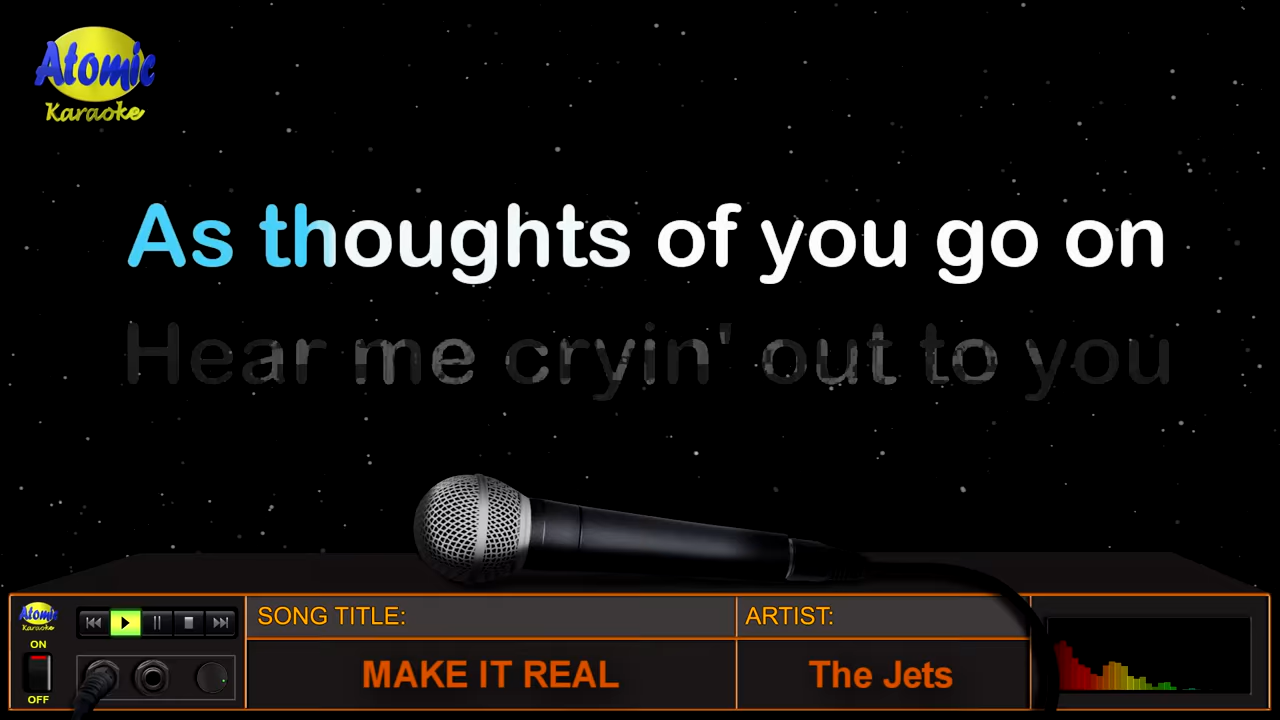 Atomic
Karaoke
As thoughts of you go on
Hear me cryin' out to you
Atomic
Karaoke
ON
OFF
SONG TITLE:
ARTIST:
MAKE IT REAL
The Jets